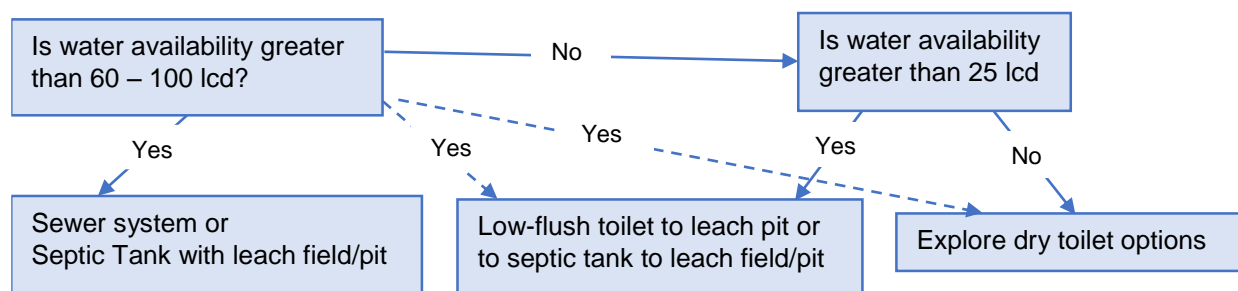 Is water availability greater
than 60 – 100 lcd?
No
Is water availability
greater than 25 lcd
Yes
Yes
Yes
Yes
No
Sewer system or
Septic Tank with leach field/pit
Low-flush toilet to leach pit or
to septic tank to leach field/pit
Explore dry toilet options